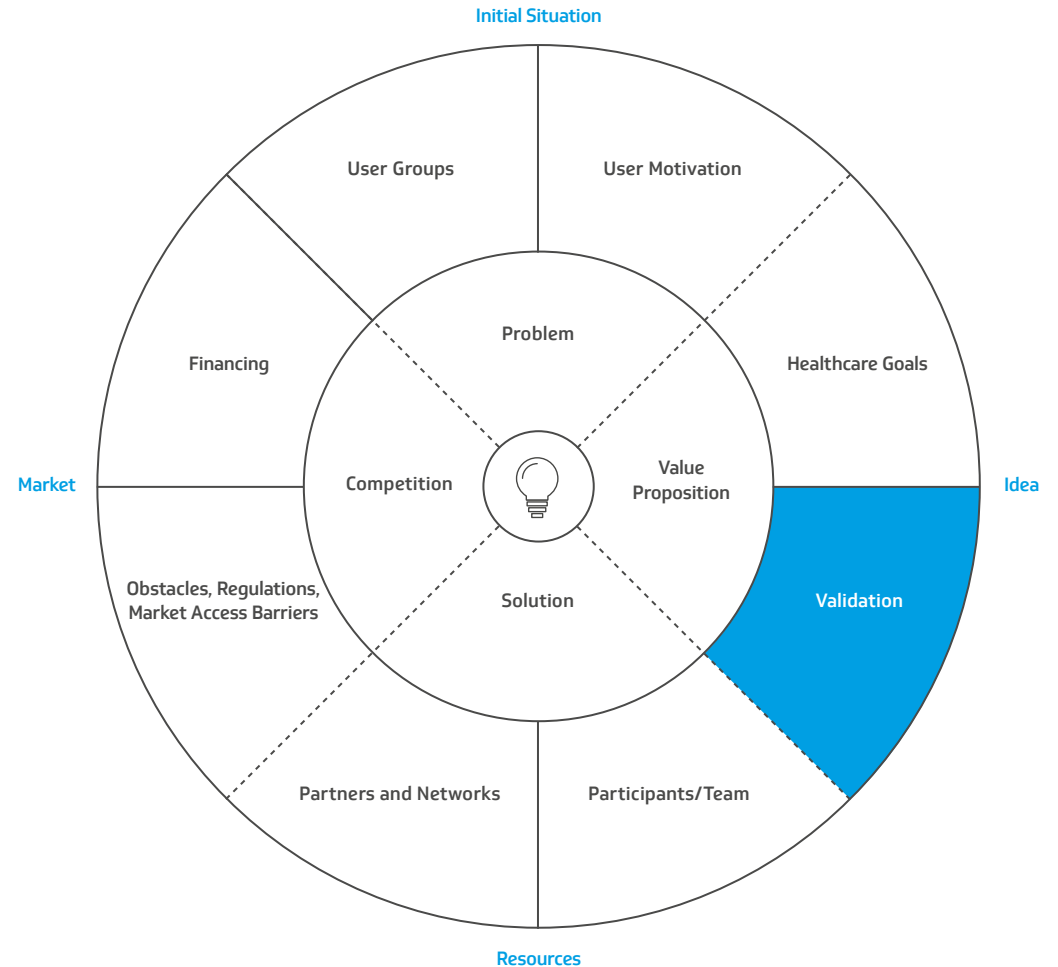 Initial Situation
User Groups
User Motivation
Problem
Financing
Healthcare Goals
Market
Competition
Value
Proposition
Idea
Obstacles, Regulations,
Market Access Barriers
Solution
Validation
Partners and Networks
Participants/Team
Resources